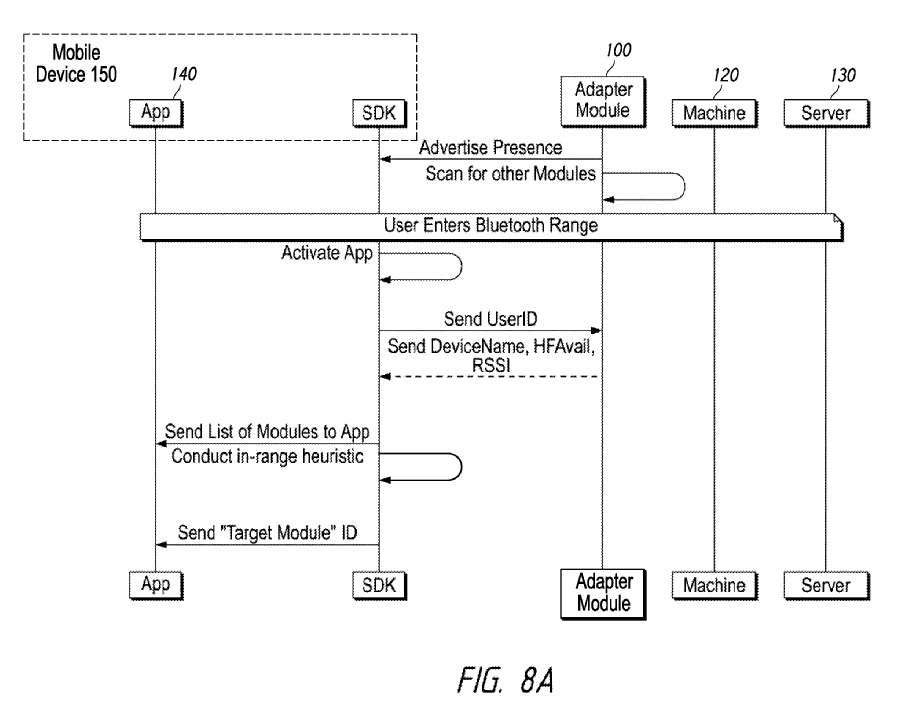 Mobile
Device 150
140
100
120
130
App
SDK
Adapter
Module
Machine
Server
Advertise Presence
Scan for other Modules
User Enters Bluetooth Range
Activate App
Send UserID
Send DeviceName, HFAvail,
RSSI
Send List of Modules to App
Conduct in-range heuristic
Send "Target Module" ID
App
SDK
Adapter
Module
Machine
Server
FIG. 8A